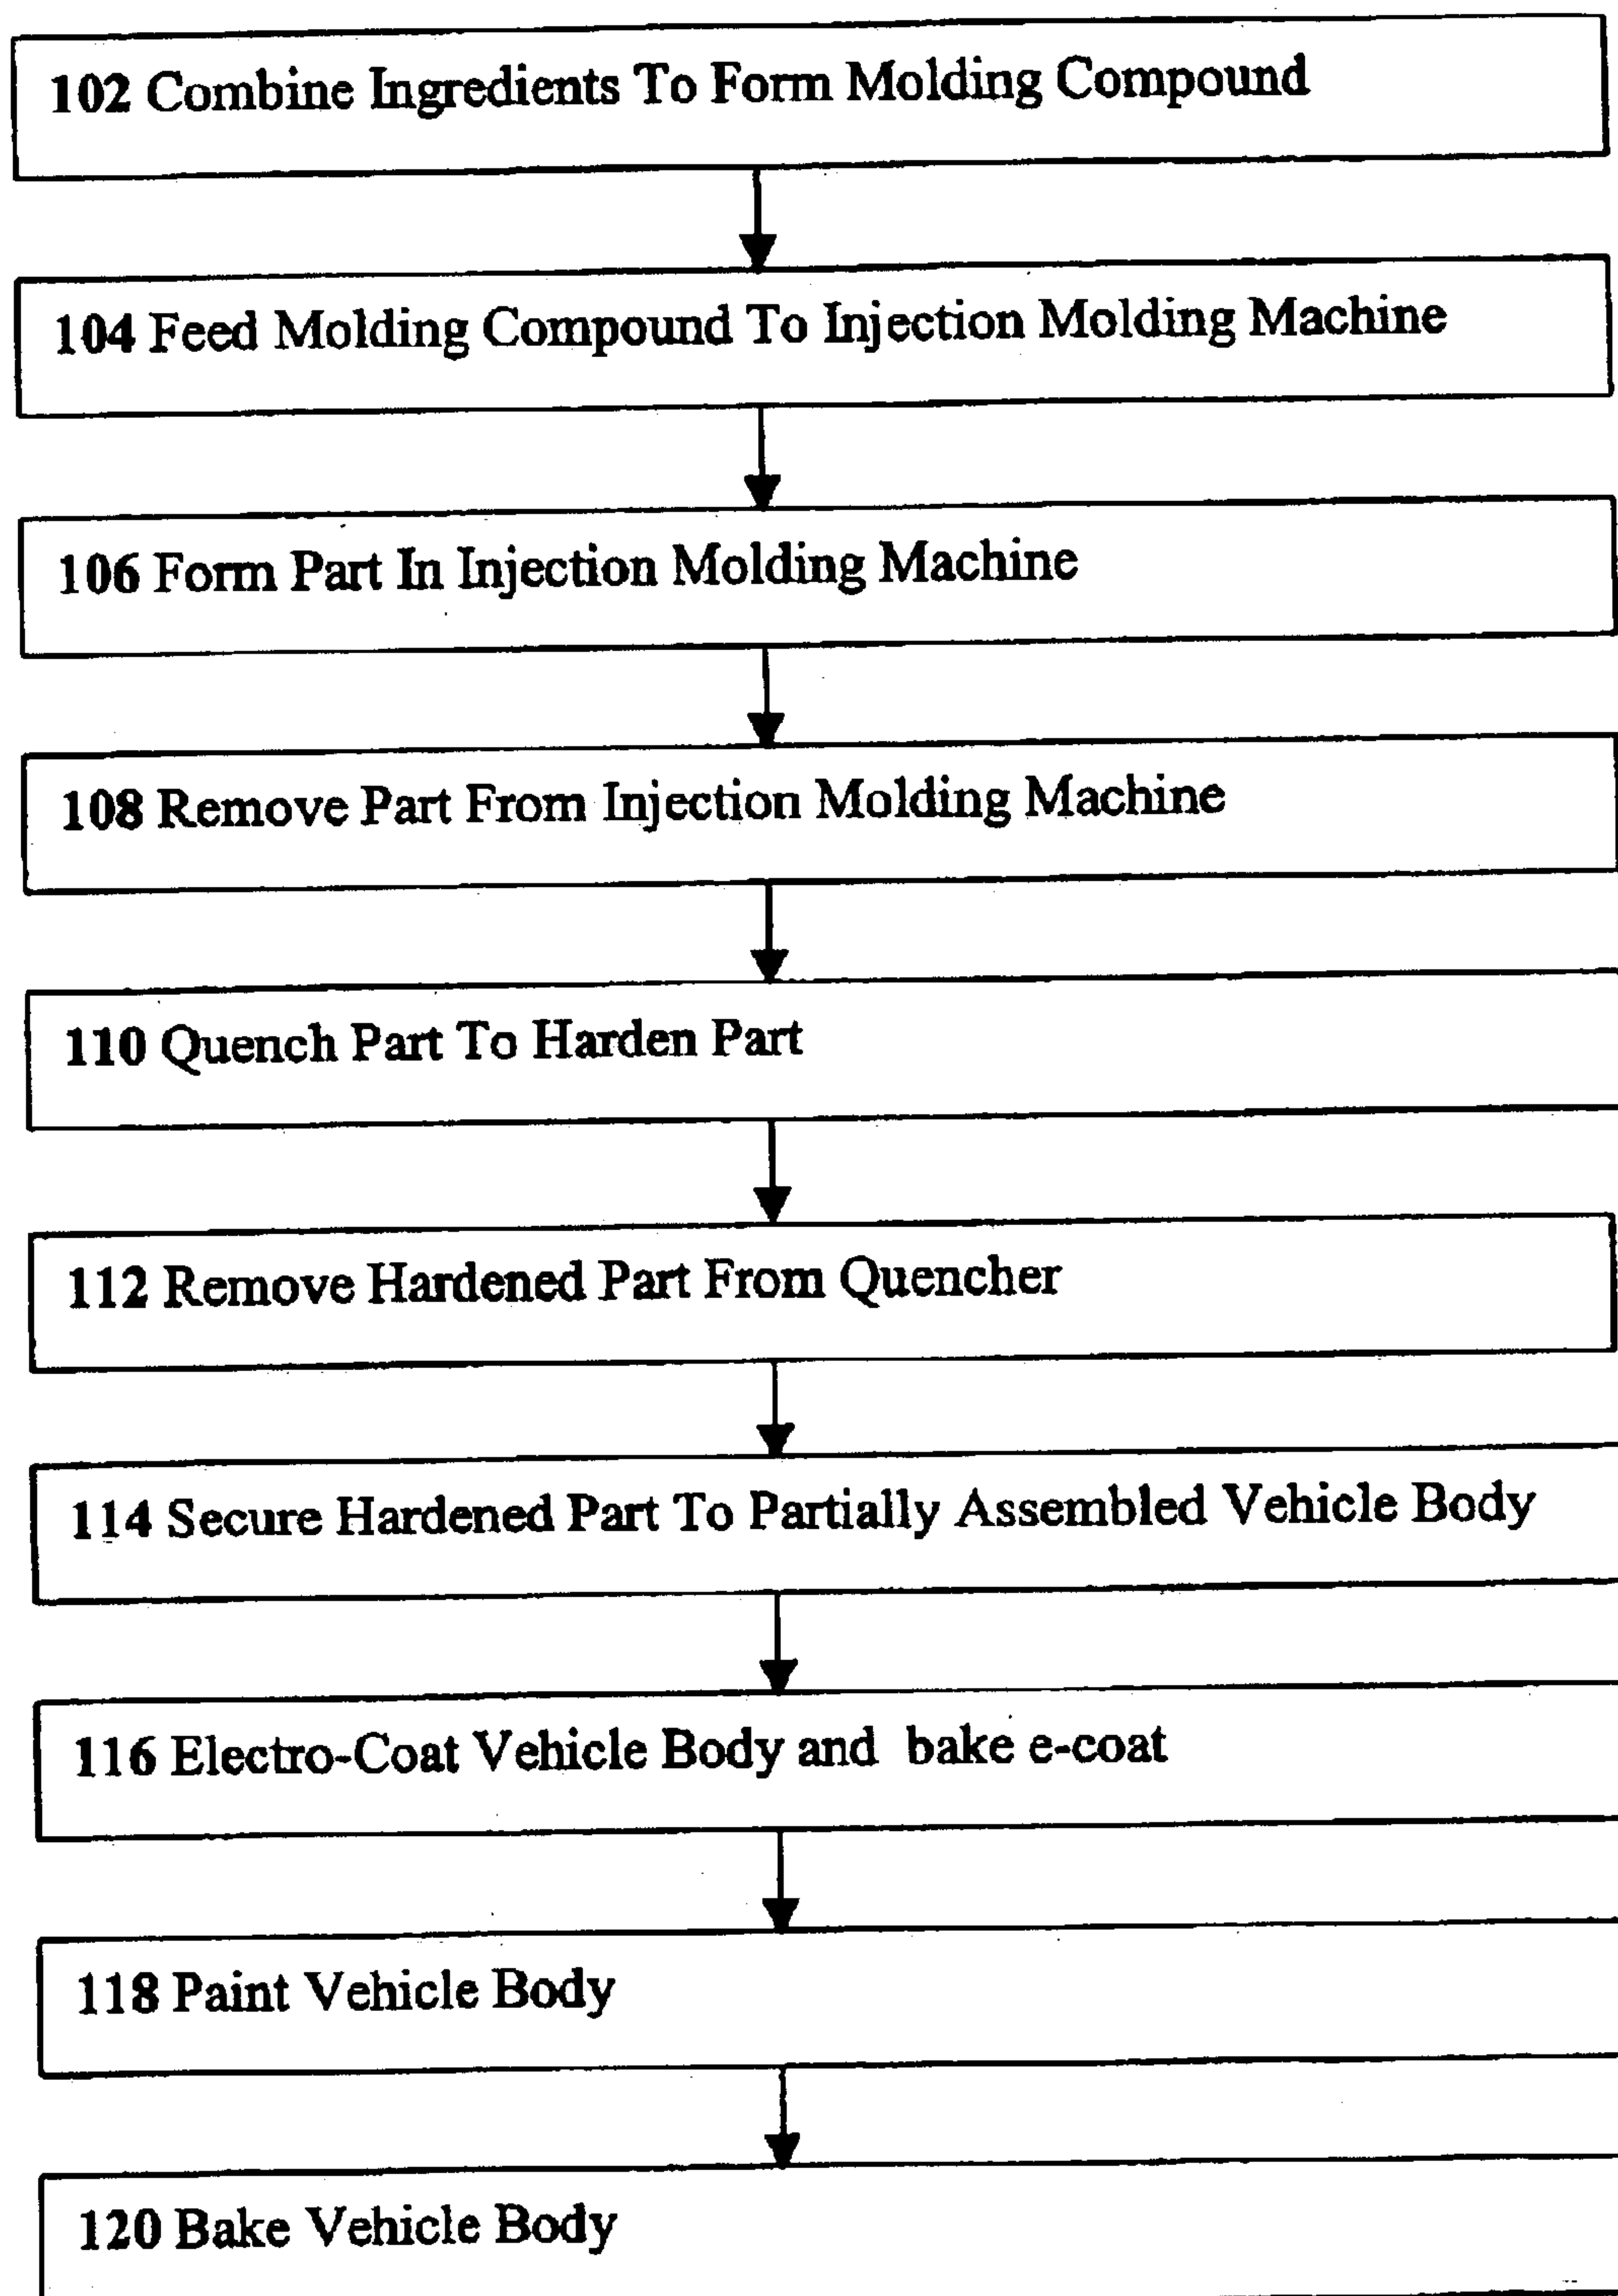 102 Combine Ingredients To Form Molding Compound
104 Feed Molding Compound To Injection Molding Machine
106 Form Part In Injection Molding Machine
108 Remove Part From Injection Molding Machine
110 Quench Part To Harden Part
112 Remove Hardened Part From Quencher
114 Secure Hardened Part To Partially Assembled Vehicle Body
116 Electro-Coat Vehicle Body and bake e-coat
118 Paint Vehicle Body
120 Bake Vehicle Body